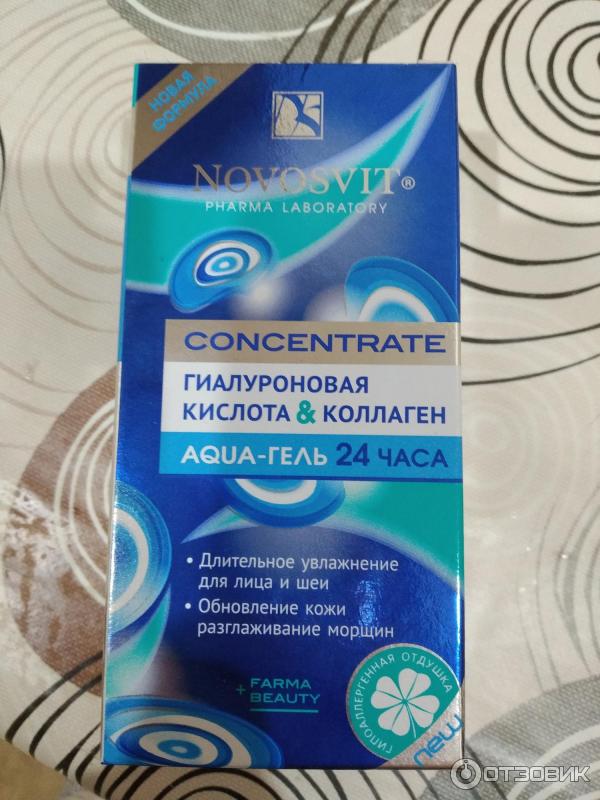 НОВАЯ
ФОРМУЛА
NOVOSVIT®
PHARMA LABORATORY
CONCENTRATE
ГИАЛУРОНОВАЯ
КИСЛОТА & КОЛЛАГЕН
AQUA-ГЕЛЬ 24 ЧАСА
• Длительное увлажнение
для лица и шеи
• Обновление кожи
разглаживание морщин
+ FARMA
BEAUTY
ГИПОАЛЛЕРГЕННАЯ ОТДУШКА
new
ОТЗОВИК